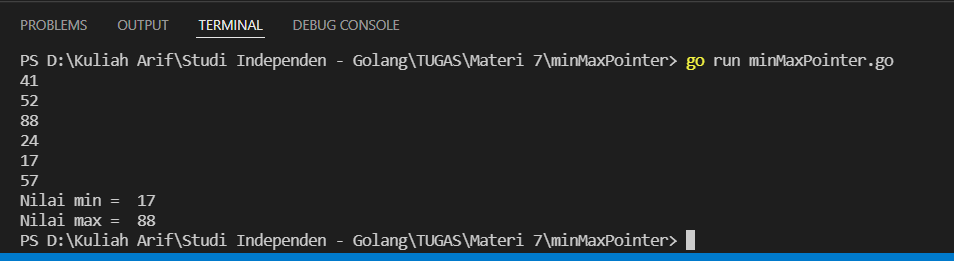 PROBLEMS OUTPUT TERMINAL DEBUG CONSOLE
PS D:\Kuliah Arif\Studi Independen - Golang\TUGAS\Materi 7\minMaxPointer> go run minMaxPointer.go
41
52
88
24
17
57
Nilai min =  17
Nilai max =  88
PS D:\Kuliah Arif\Studi Independen - Golang\TUGAS\Materi 7\minMaxPointer>